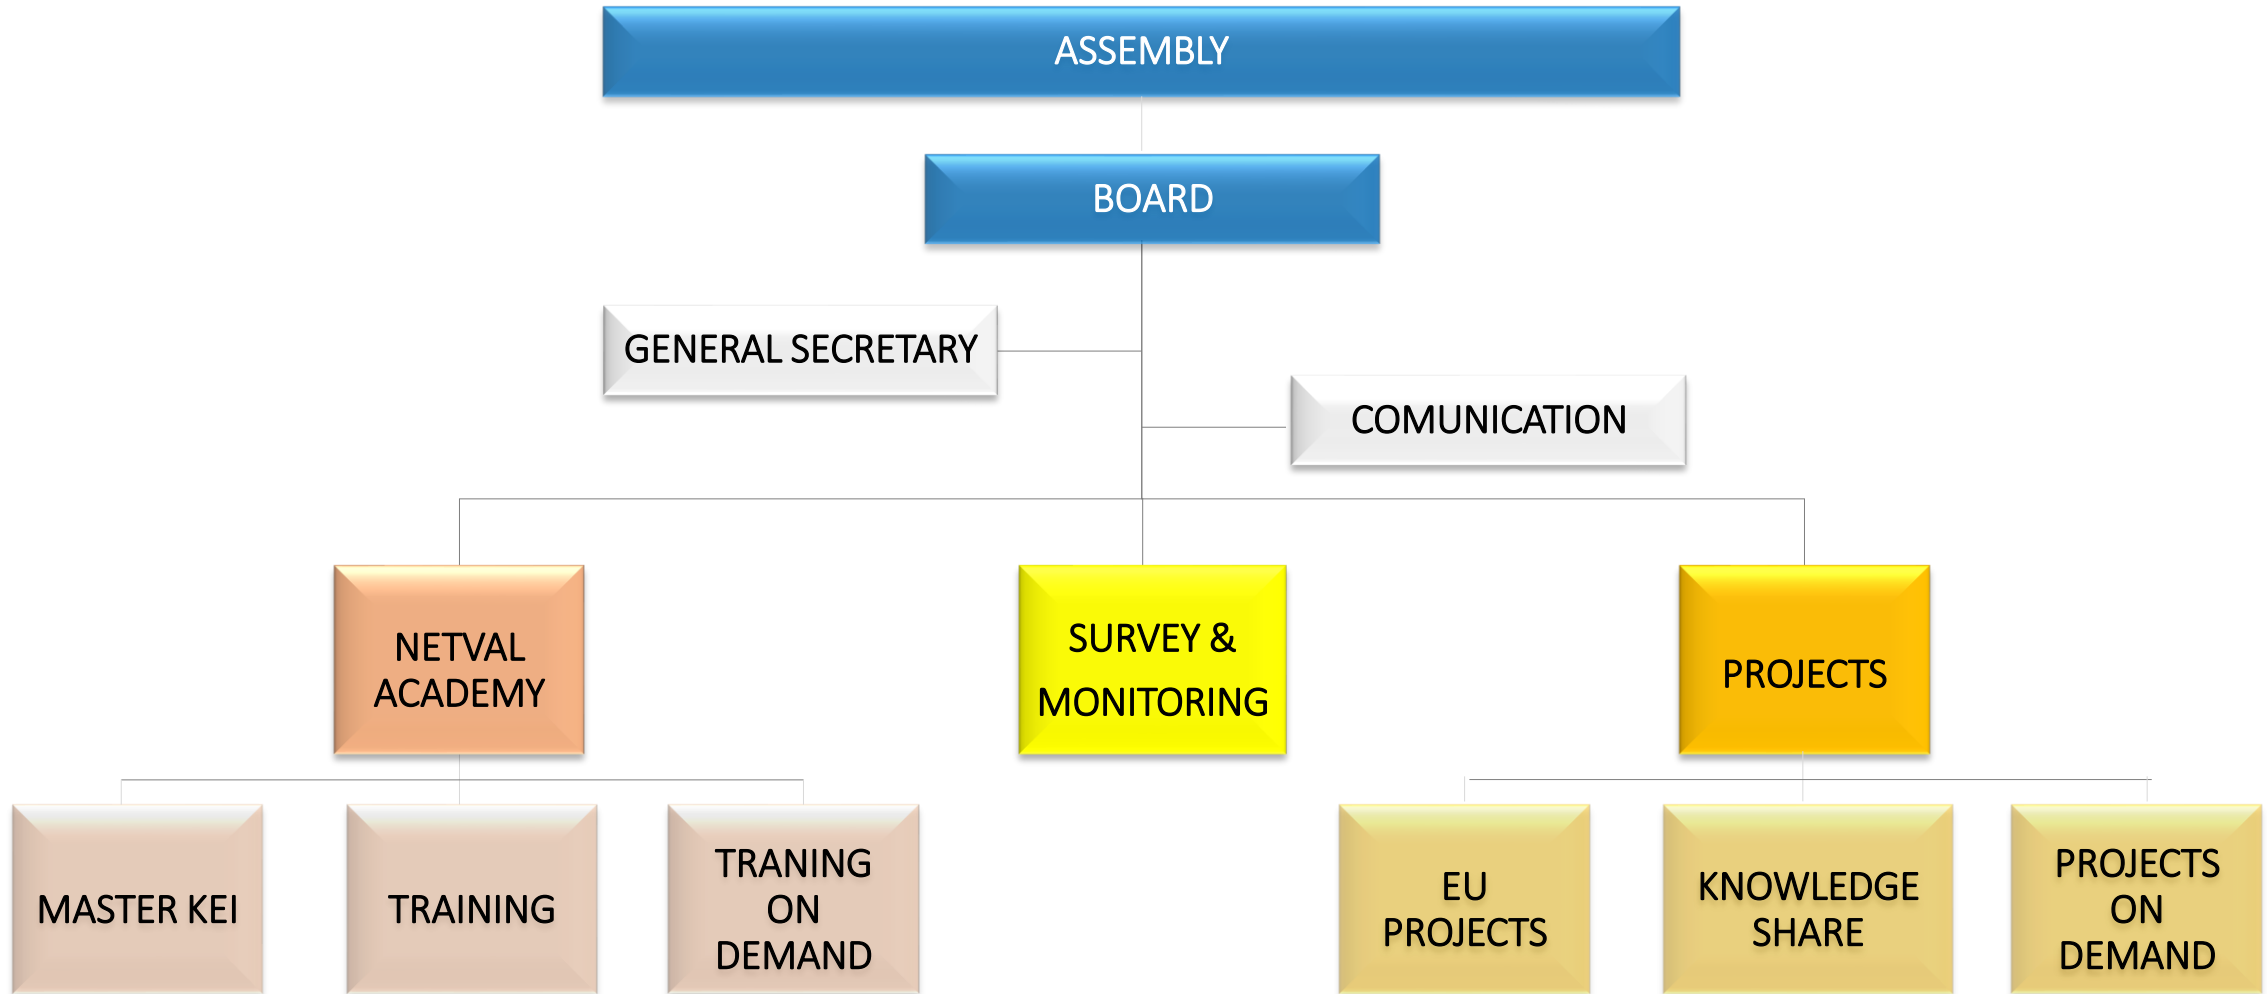 ASSEMBLY
BOARD
GENERAL SECRETARY
COMUNICATION
NETVAL
ACADEMY
SURVEY &
MONITORING
PROJECTS
MASTER KEI
TRAINING
TRANING
ON
DEMAND
EU
PROJECTS
KNOWLEDGE
SHARE
PROJECTS
ON
DEMAND